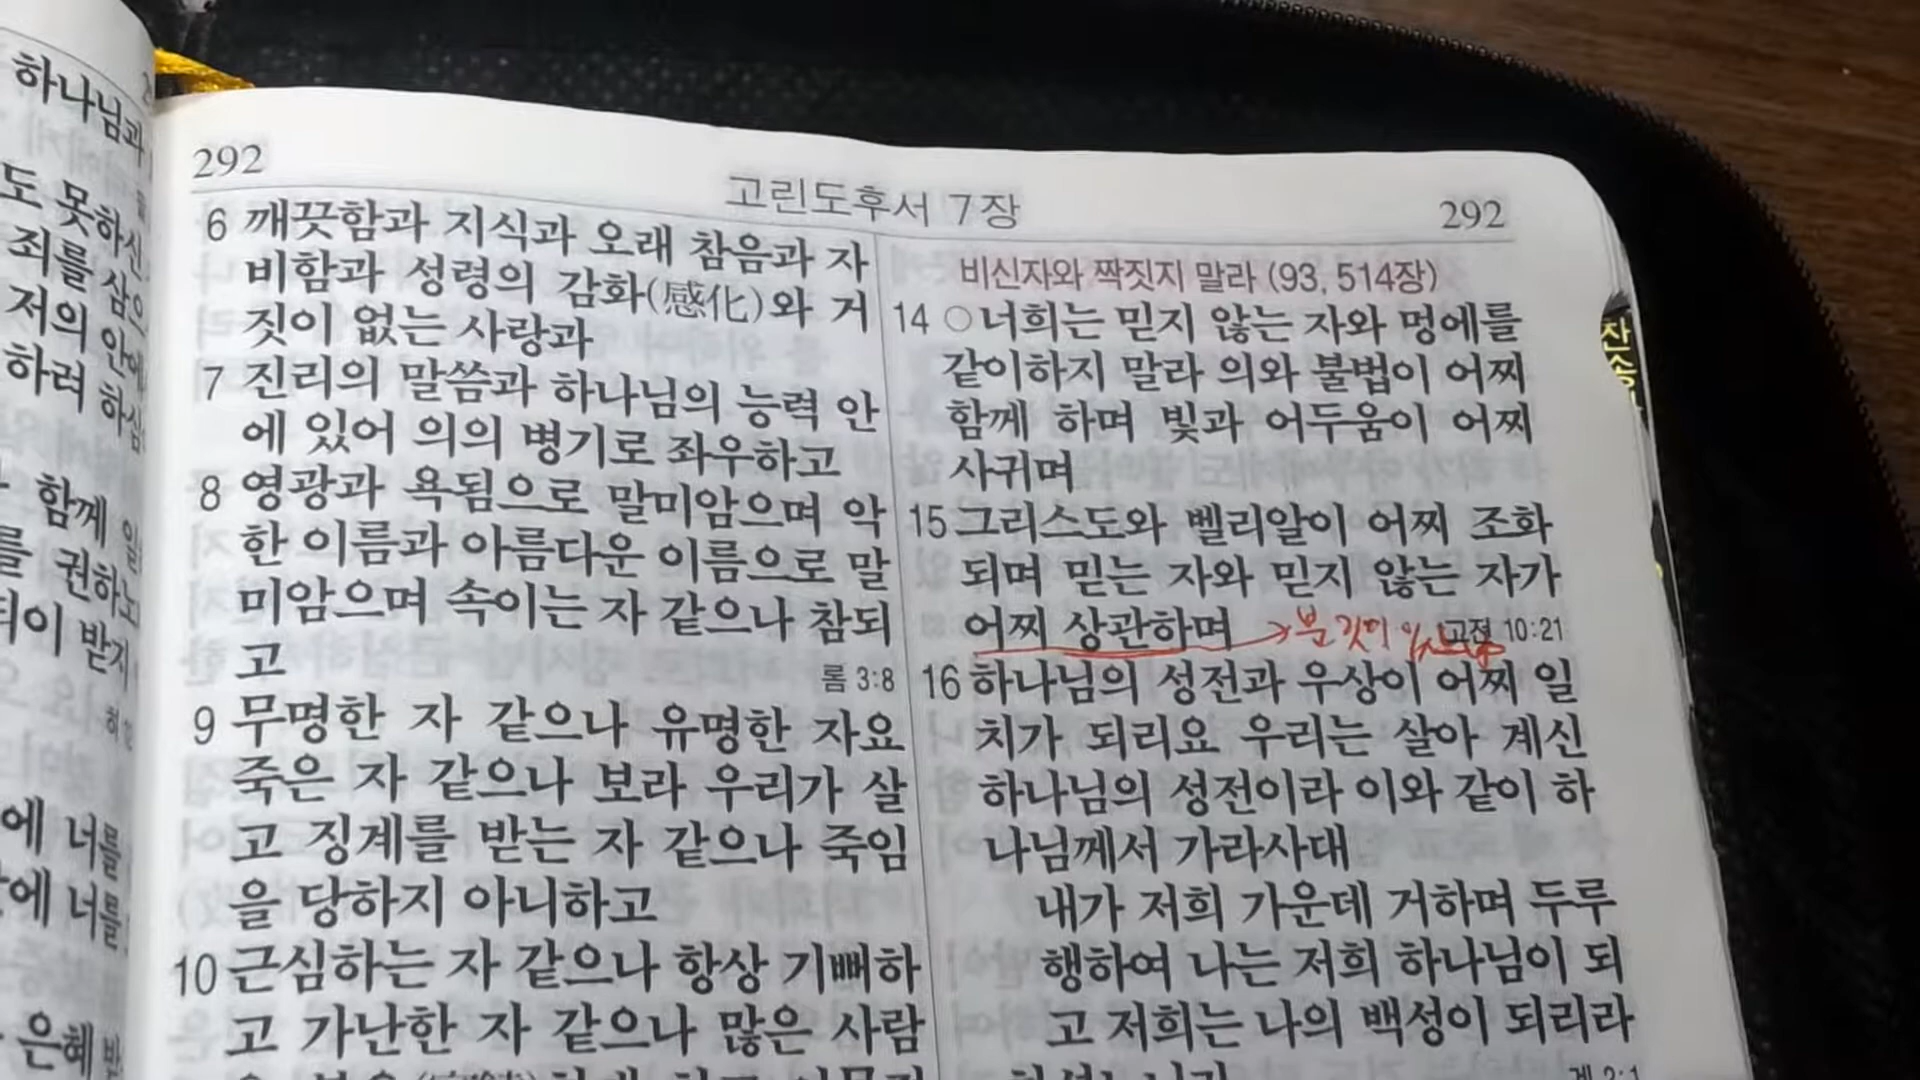 하나님과
도 못하신
죄를 삼으
저의 안에
하려 하심
함께 일
를 권하노
되이 받지
에 너를
에 너를
은혜
292
고린도후서 7장
292
6 깨끗함과 지식과 오래 참음과 자
비함과 성령의 감화(感化)와 거
짓이 없는 사랑과
7 진리의 말씀과 하나님의 능력 안
에 있어 의의 병기로 좌우하고
8 영광과 욕됨으로 말미암으며 악
한 이름과 아름다운 이름으로 말
미암으며 속이는 자 같으나 참되
고 롬 3:8
9 무명한 자 같으나 유명한 자요
죽은 자 같으나 보라 우리가 살
고 징계를 받는 자 같으나 죽임
을 당하지 아니하고
10 근심하는 자 같으나 항상 기뻐하
고 가난한 자 같으나 많은 사람
비신자와 짝짓지 말라 (93, 514장)
14 ○너희는 믿지 않는 자와 멍에를
같이하지 말라 의와 불법이 어찌
함께 하며 빛과 어두움이 어찌
사귀며
15 그리스도와 벨리알이 어찌 조화
되며 믿는 자와 믿지 않는 자가
어찌 상관하며 고전 10:21
16 하나님의 성전과 우상이 어찌 일
치가 되리요 우리는 살아 계신
하나님의 성전이라 이와 같이 하
나님께서 가라사대
내가 저희 가운데 거하며 두루
행하여 나는 저희 하나님이 되
고 저희는 나의 백성이 되리라